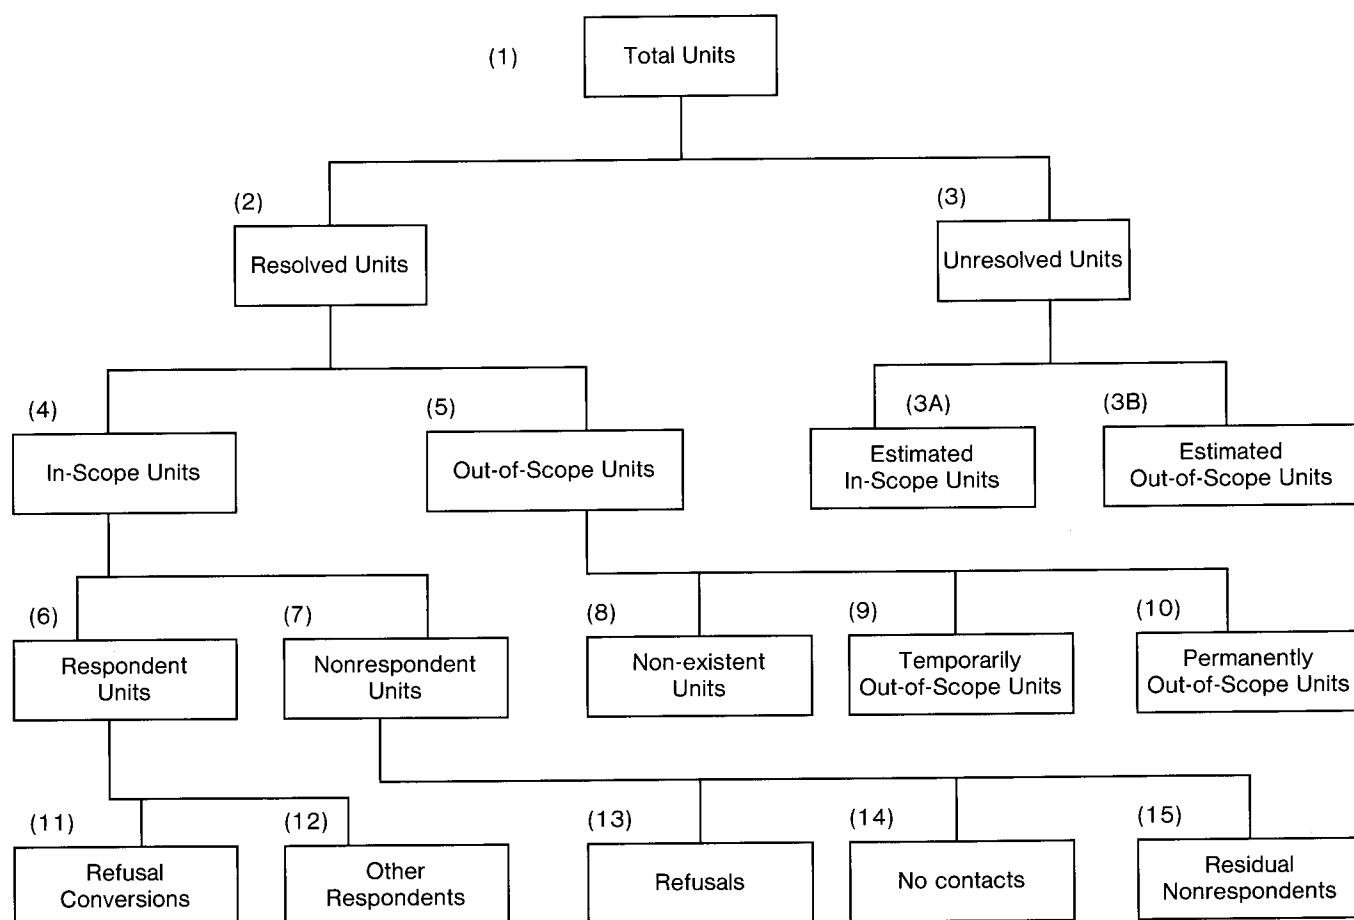 (1)
Total Units
(2)
(3)
Resolved Units
Unresolved Units
(4)
(5)
(3A)
(3B)
In-Scope Units
Out-of-Scope Units
Estimated
In-Scope Units
Estimated
Out-of-Scope Units
(6)
(7)
(8)
(9)
(10)
Respondent
Units
Nonrespondent
Units
Non-existent
Units
Temporarily
Out-of-Scope Units
Permanently
Out-of-Scope Units
(11)
(12)
(13)
(14)
(15)
Refusal
Conversions
Other
Respondents
Refusals
No contacts
Residual
Nonrespondents